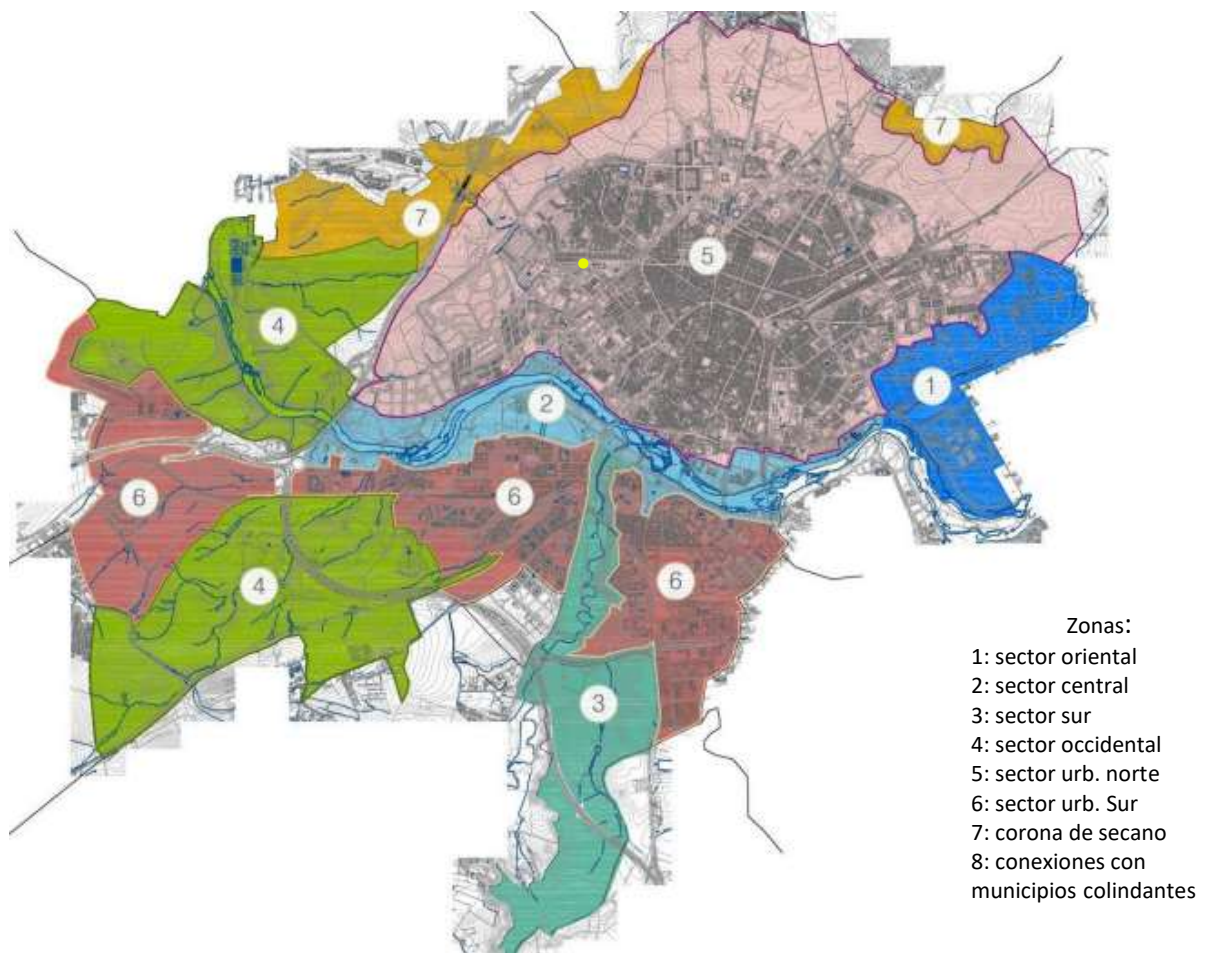 7
7
5
4
1
2
6
6
6
4
3
Zonas:
1: sector oriental
2: sector central
3: sector sur
4: sector occidental
5: sector urb. norte
6: sector urb. Sur
7: corona de secano
8: conexiones con
municipios colindantes